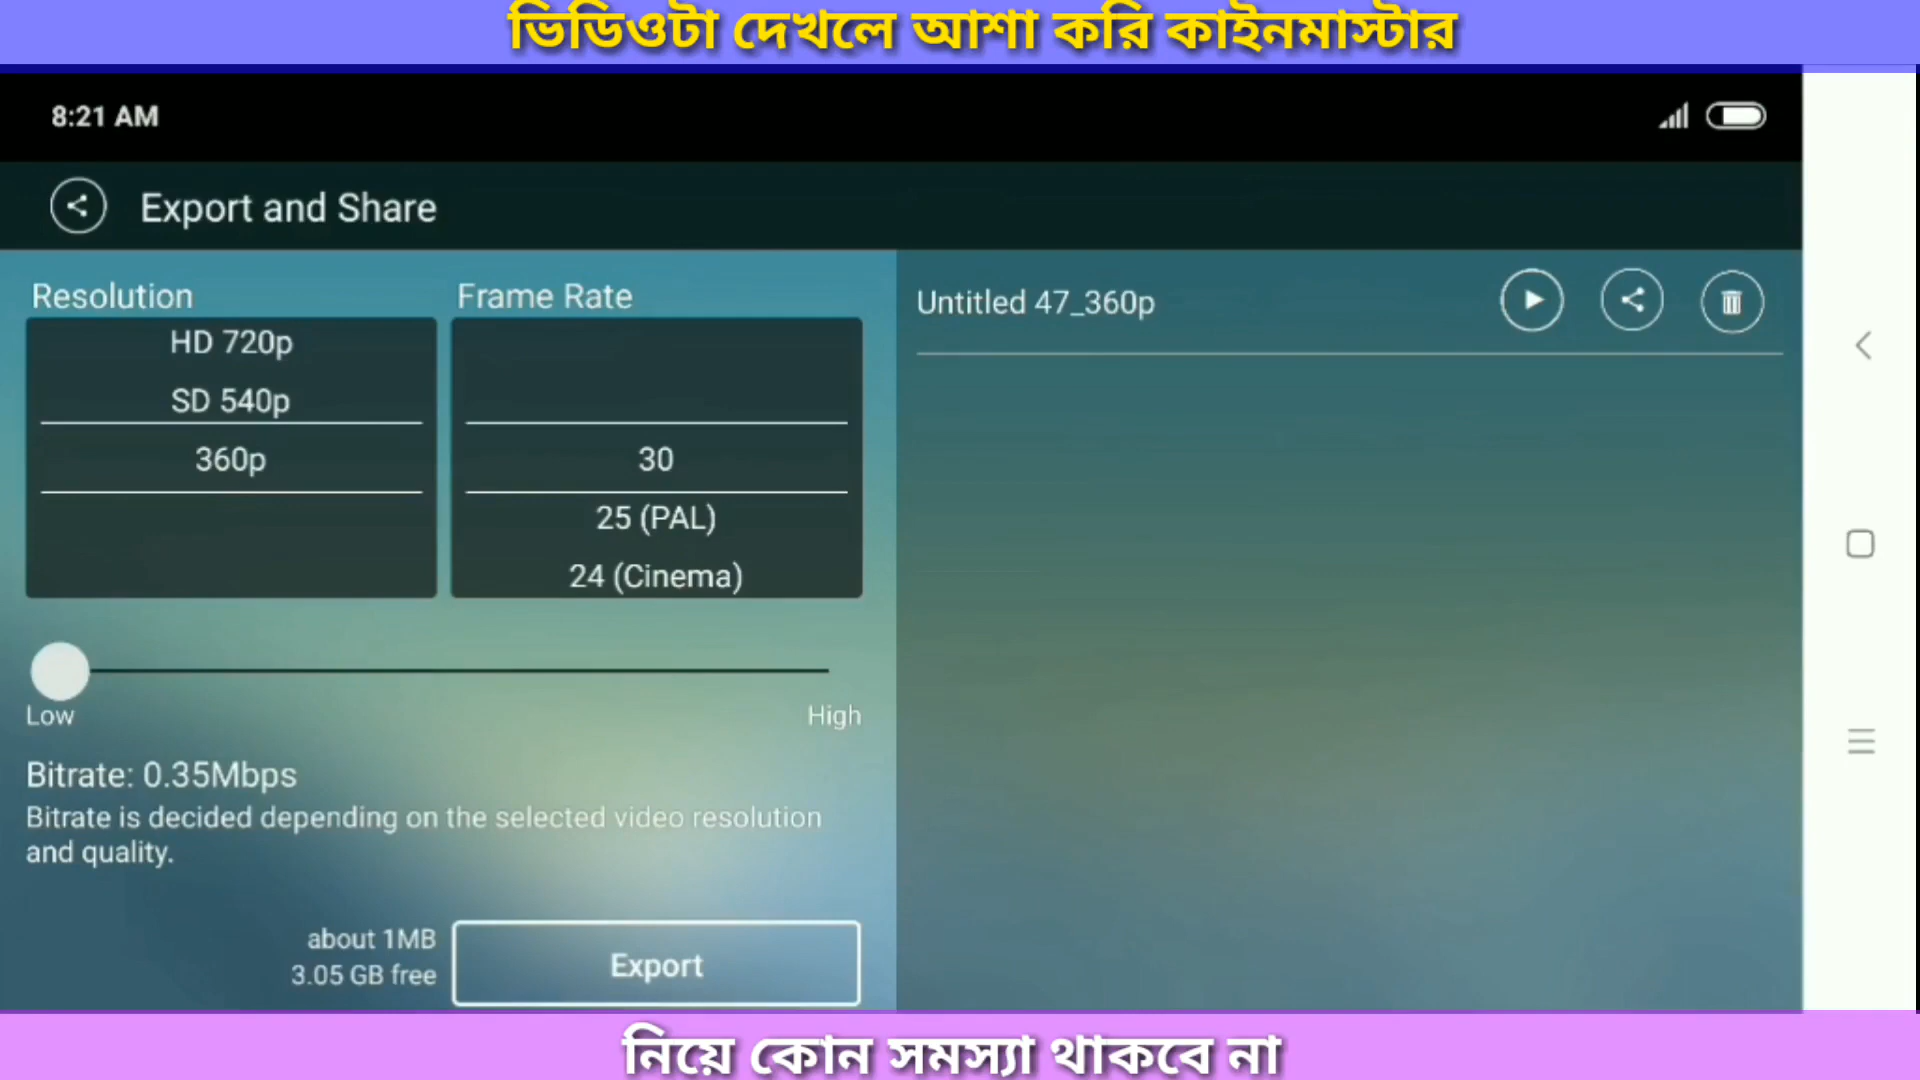 ভিডিওটা দেখলে আশা করি কাইনমাস্টার
8:21 AM
Export and Share
Resolution
Frame Rate
HD 720p
SD 540p
360p
30
25 (PAL)
24 (Cinema)
Untitled 47_360p
Low
High
Bitrate: 0.35Mbps
Bitrate is decided depending on the selected video resolution
and quality.
about 1MB
3.05 GB free
Export
নিয়ে কোন সমস্যা থাকবে না